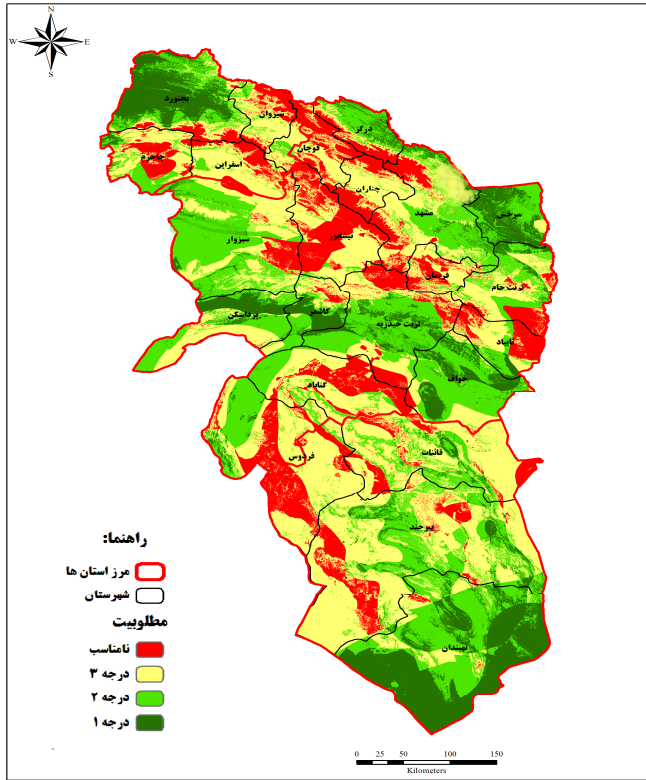 N
W E
S
بجنورد
شیروان
درگز
قوچان
جاجرم
اسفراین
چناران
مشهد
سرخس
نیشابور
سبزوار
فریمان
تربت جام
کاشمر
بردسکن
تربت حیدریه
تایباد
خواف
گناباد
قائنات
فردوس
بیرجند
نهبندان
راهنما:
مرز استان ها
شهرستان
مطلوبیت
نامناسب
درجه ۳
درجه ۲
درجه ۱
0 25 50 100 150
Kilometers